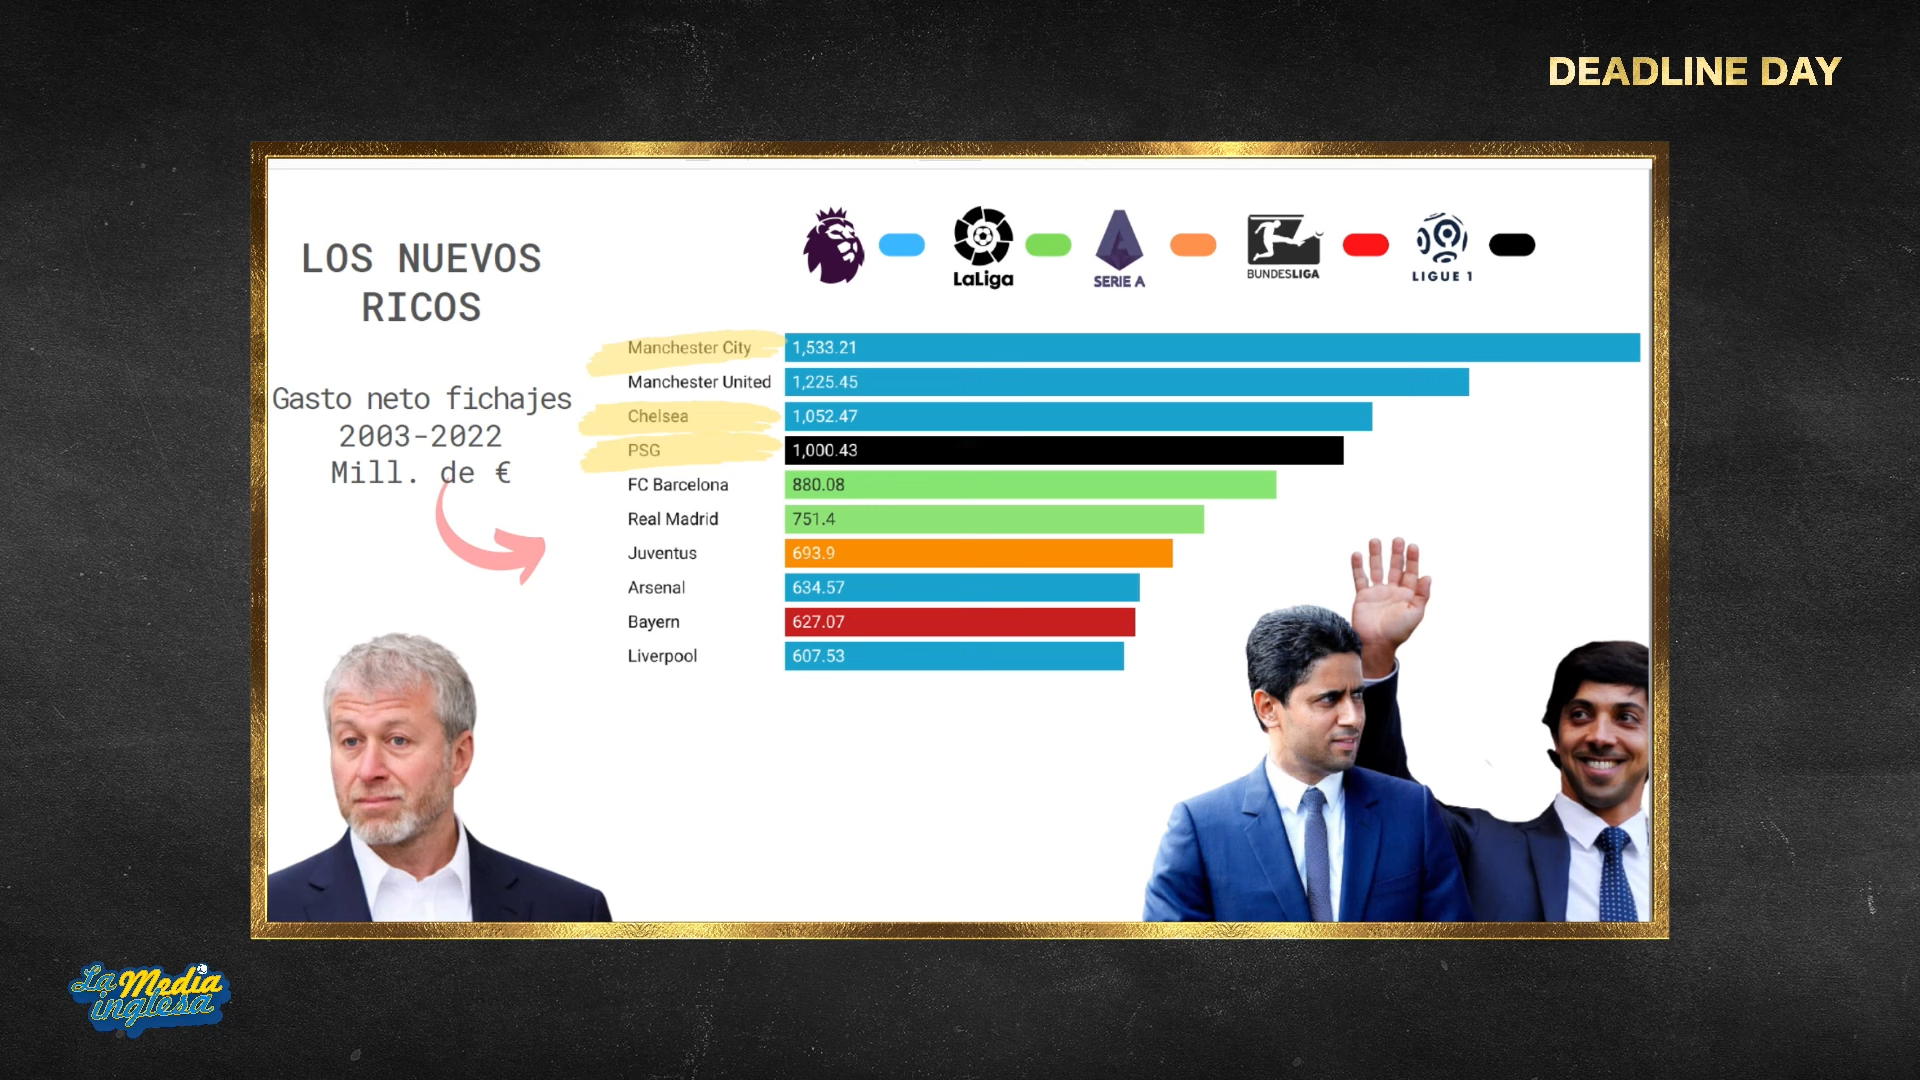 DEADLINE DAY
LOS NUEVOS
RICOS
LaLiga
SERIE A
BUNDESLIGA
LIGUE 1
Gasto neto fichajes
2003-2022
Mill. de €
Manchester City 1,533.21
Manchester United 1,225.45
Chelsea 1,052.47
PSG 1,000.43
FC Barcelona 880.08
Real Madrid 751.4
Juventus 693.9
Arsenal 634.57
Bayern 627.07
Liverpool 607.53
La Media
inglesa